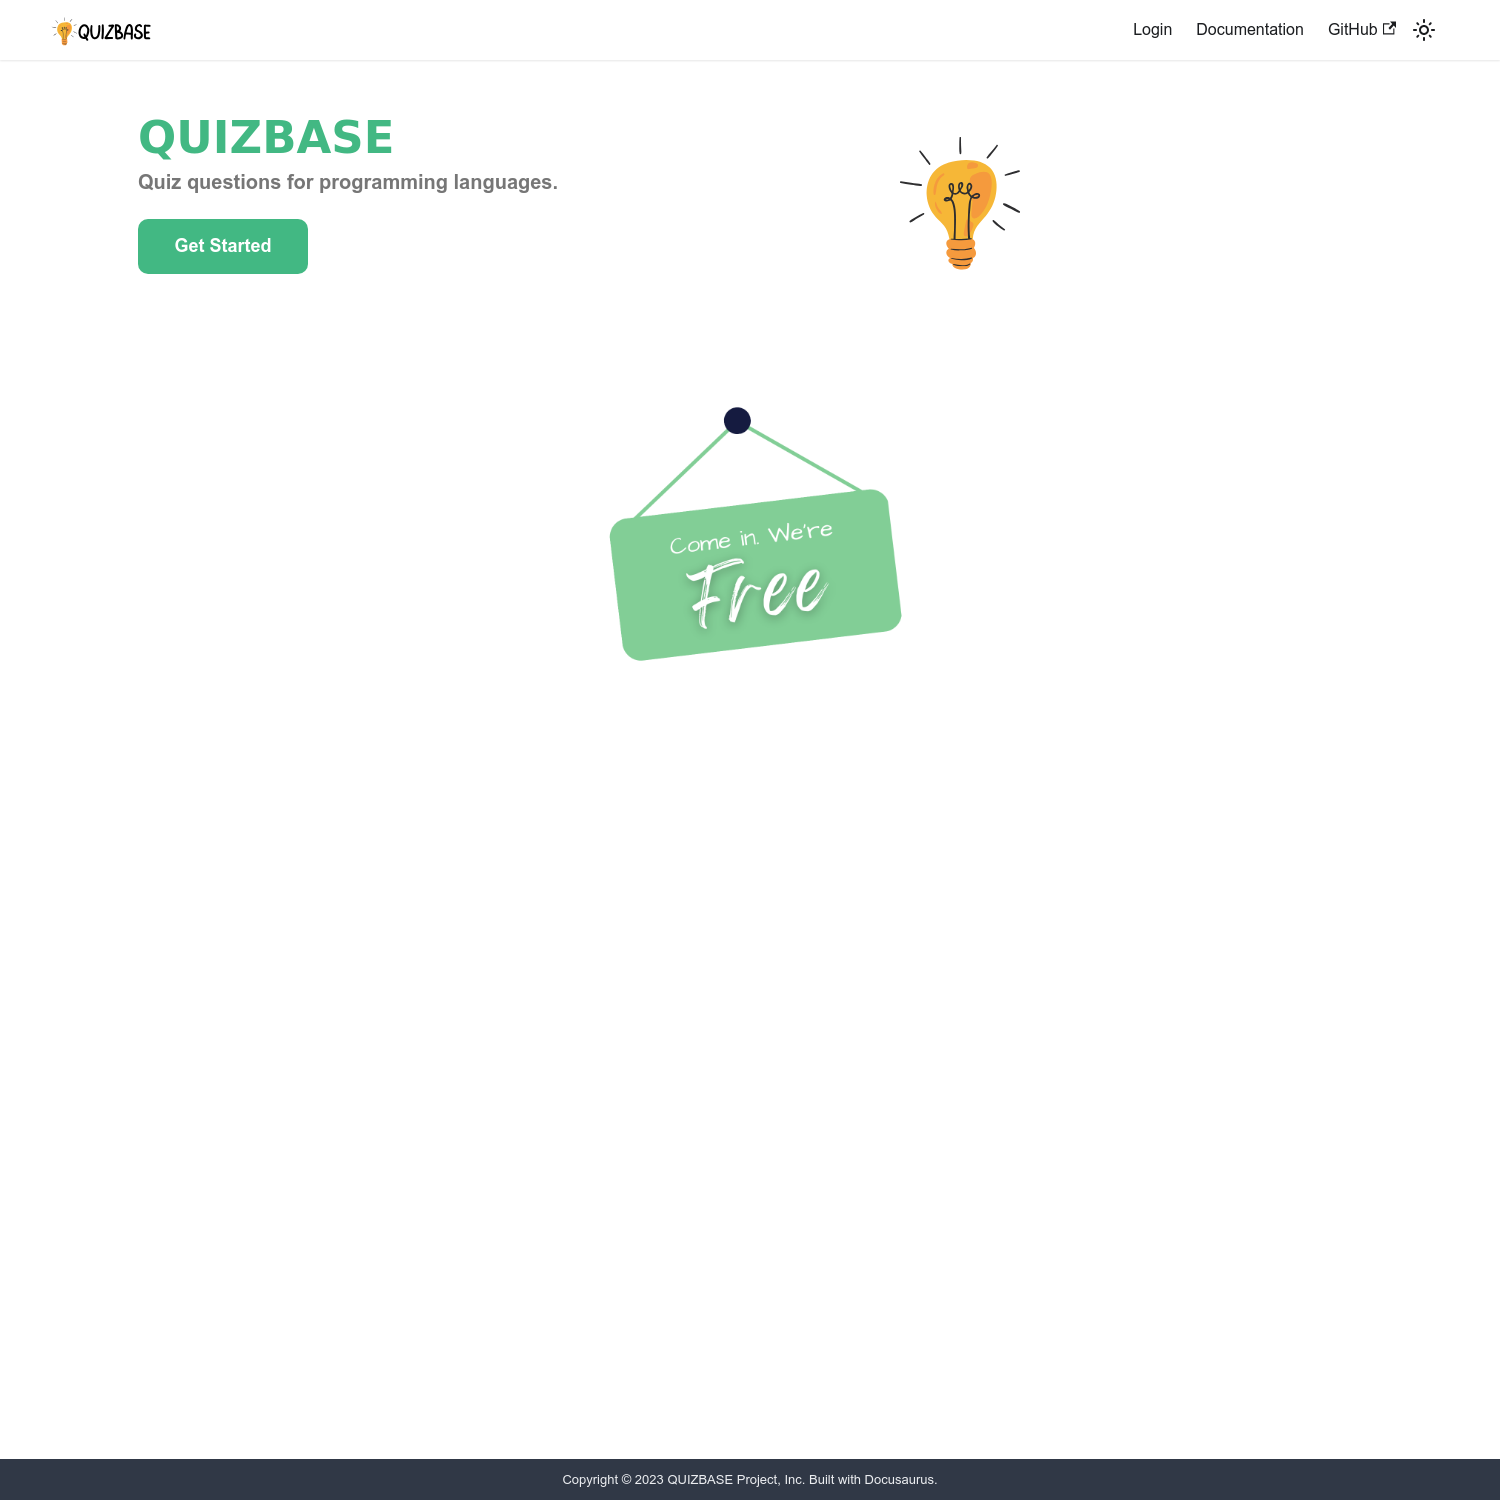 QUIZBASE
Login
Documentation
GitHub
QUIZBASE
Quiz questions for programming languages.
Get Started
Come in. We're
Free
Copyright © 2023 QUIZBASE Project, Inc. Built with Docusaurus.